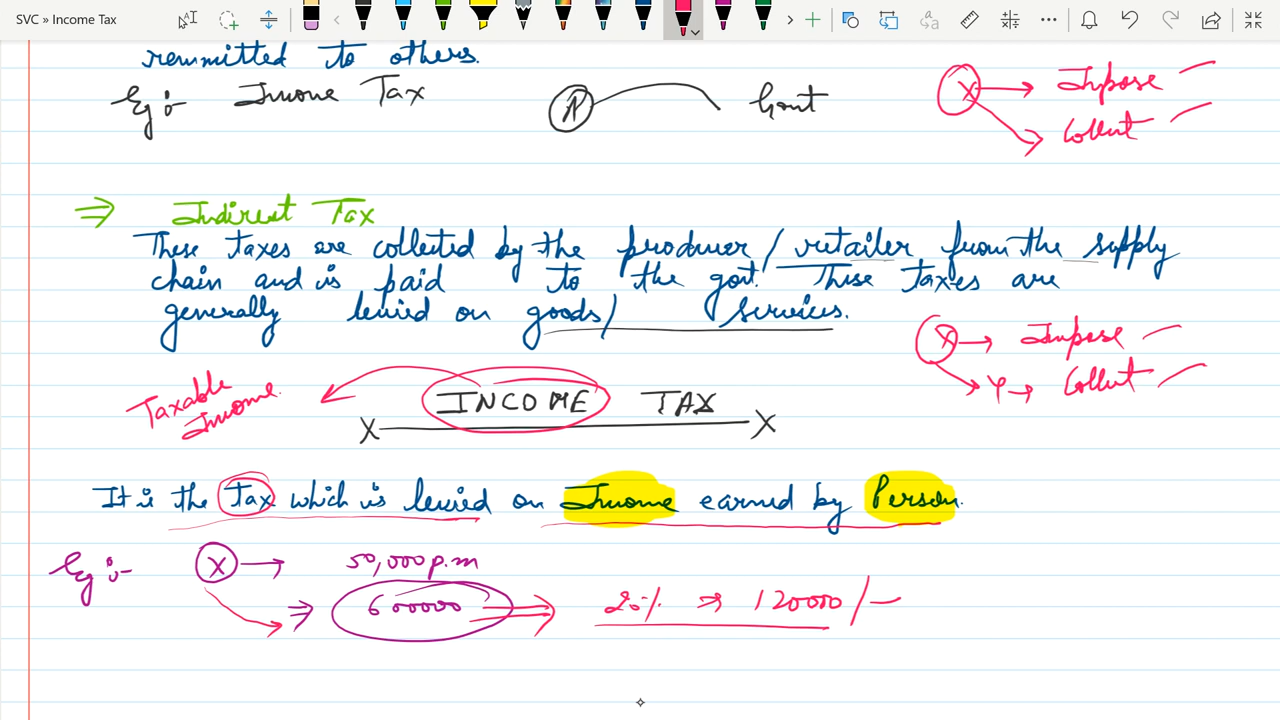 SVC » Income Tax
remmitted to others.
Eg:- Income Tax
Govt
X → Impose
Collect
⇒ Indirect Tax
These taxes are collected by the producer/retailer from the supply
chain and is paid to the govt. These taxes are
generally levied on goods/ services.
X → Impose
Y → Collect
Taxable
Income.
INCOME TAX
X X
It is the Tax which is levied on Income earned by Person.
Eg:- X → 50,000 p.m
⇒ 600000 ⇒ 20% → 120000/-